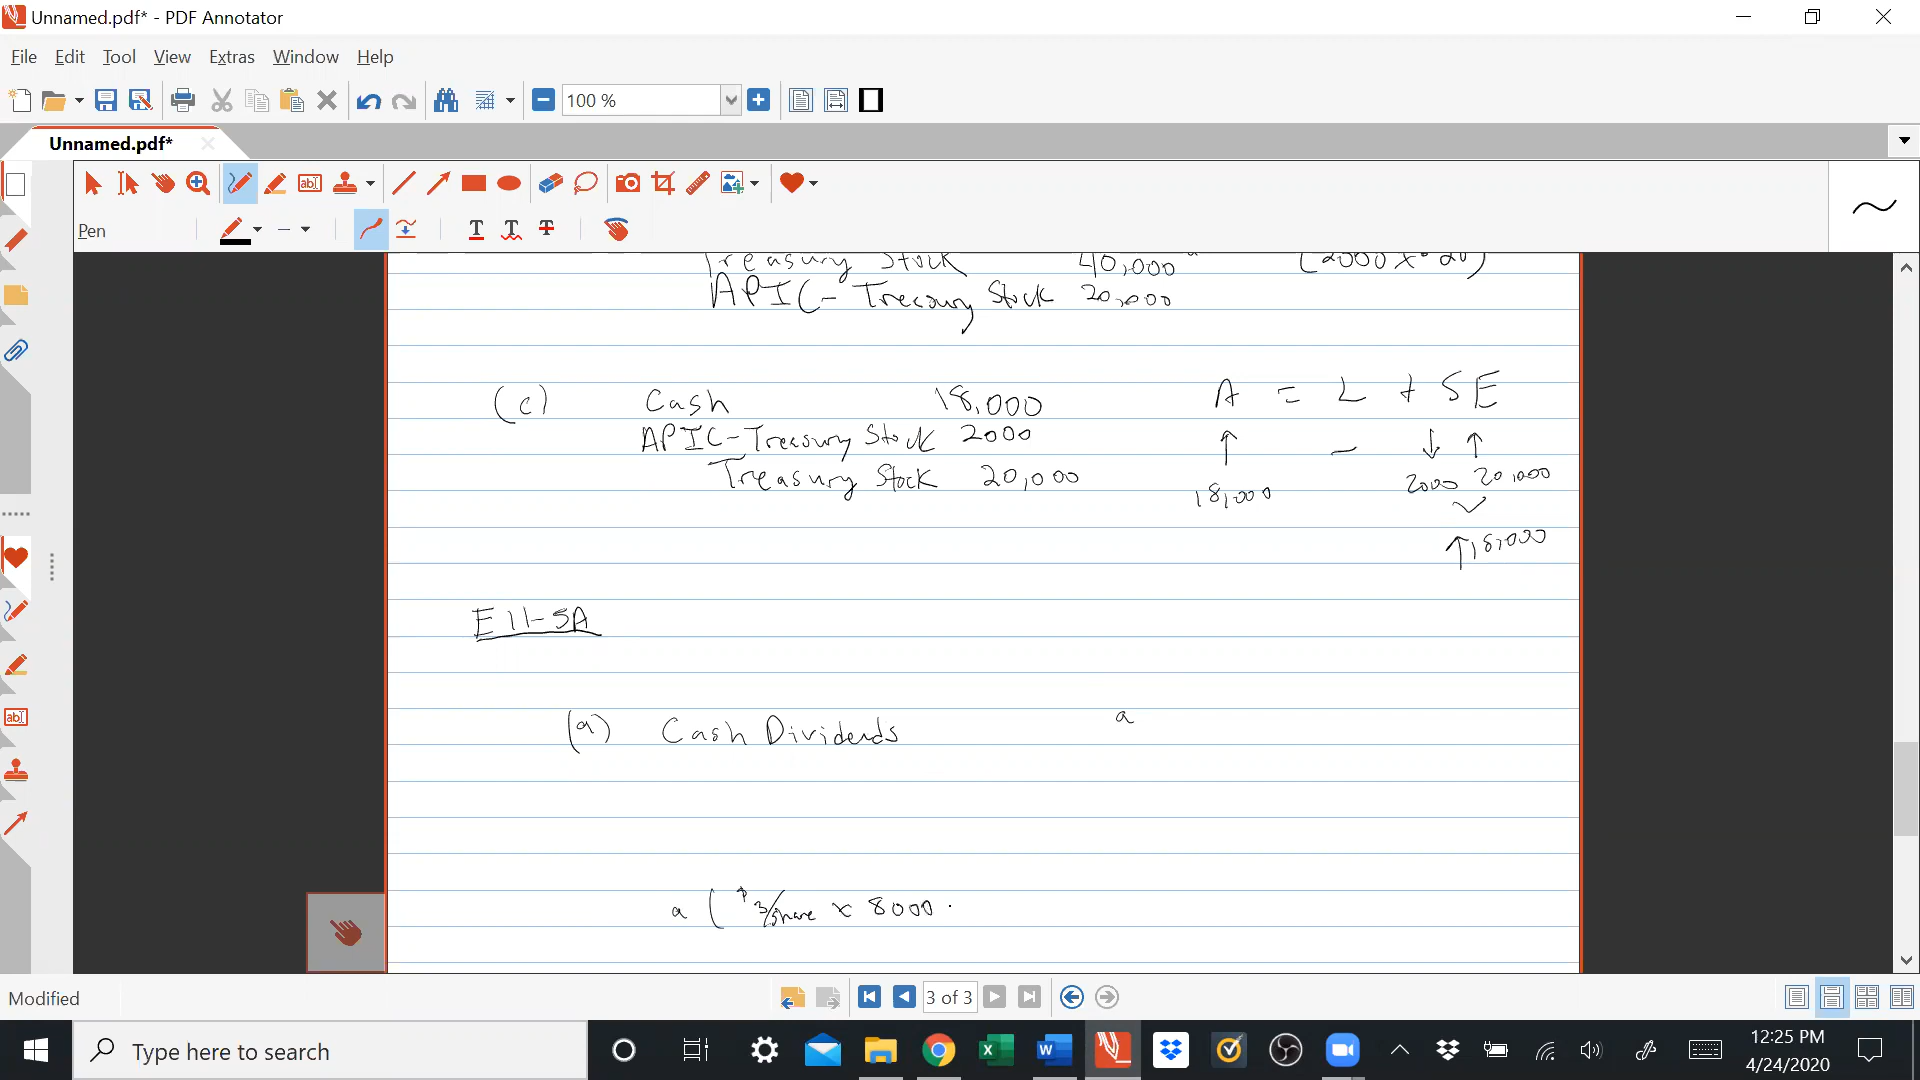 Unnamed.pdf* - PDF Annotator
File Edit Tool View Extras Window Help
100 %
Unnamed.pdf*
Pen
Treasury Stock 40,000 a (2000 x $20)
APIC - Treasury Stock 20,000
(c) Cash 18,000 A = L + SE
APIC - Treasury Stock 2000 ↑ - ↓ ↑
Treasury Stock 20,000 18,000 2000 20,000
↑ 18,000
E 11-5A
(a) Cash Dividends a
a ( $3/share x 8000 .
Modified
3 of 3
Type here to search
12:25 PM
4/24/2020